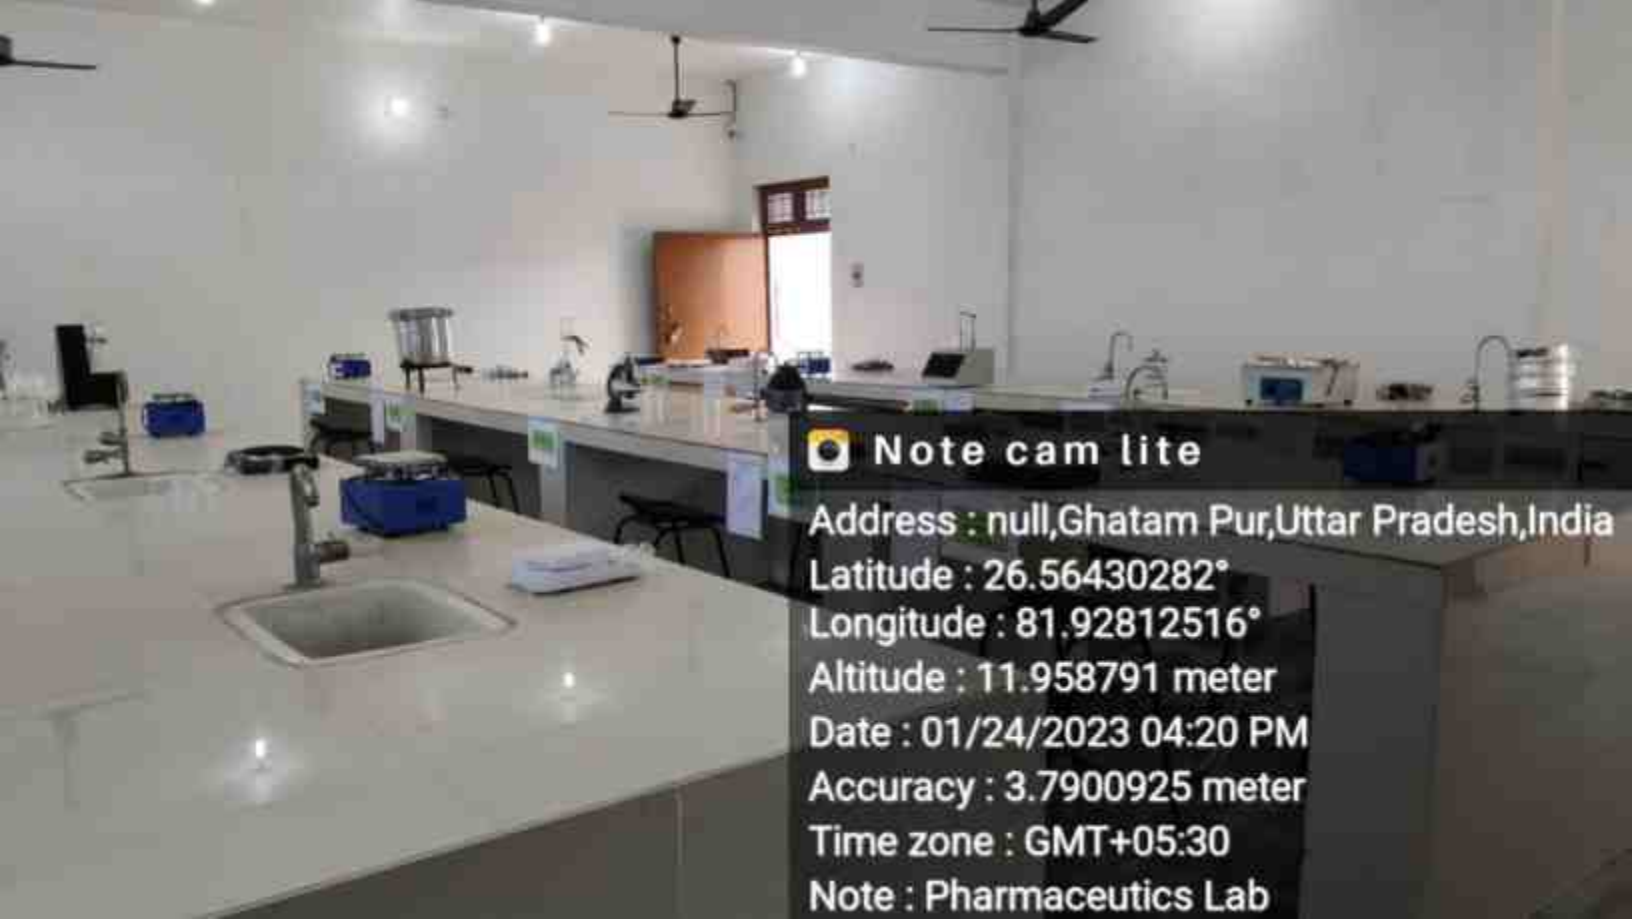 Note cam lite
Address : null,Ghatam Pur,Uttar Pradesh,India
Latitude : 26.56430282°
Longitude : 81.92812516°
Altitude : 11.958791 meter
Date : 01/24/2023 04:20 PM
Accuracy : 3.7900925 meter
Time zone : GMT+05:30
Note : Pharmaceutics Lab